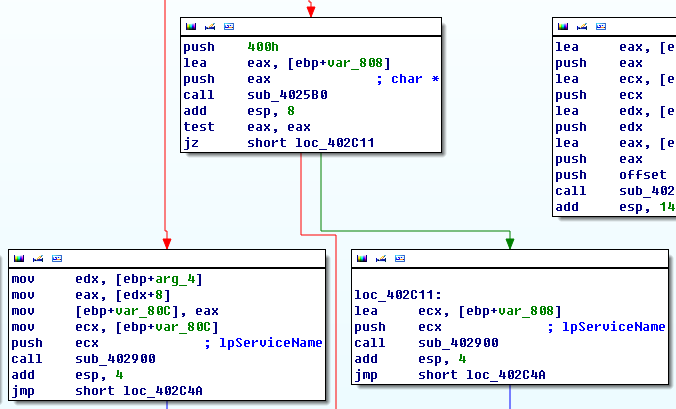 push    400h
lea     eax, [ebp+var_808]
push    eax             ; char *
call    sub_4025B0
add     esp, 8
test    eax, eax
jz      short loc_402C11
lea     eax, [e
push    eax
lea     ecx, [e
push    ecx
lea     edx, [e
push    edx
lea     eax, [e
push    eax
push    offset
call    sub_402
add     esp, 14
mov     edx, [ebp+arg_4]
mov     eax, [edx+8]
mov     [ebp+var_80C], eax
mov     ecx, [ebp+var_80C]
push    ecx             ; lpServiceName
call    sub_402900
add     esp, 4
jmp     short loc_402C4A
loc_402C11:
lea     ecx, [ebp+var_808]
push    ecx             ; lpServiceName
call    sub_402900
add     esp, 4
jmp     short loc_402C4A